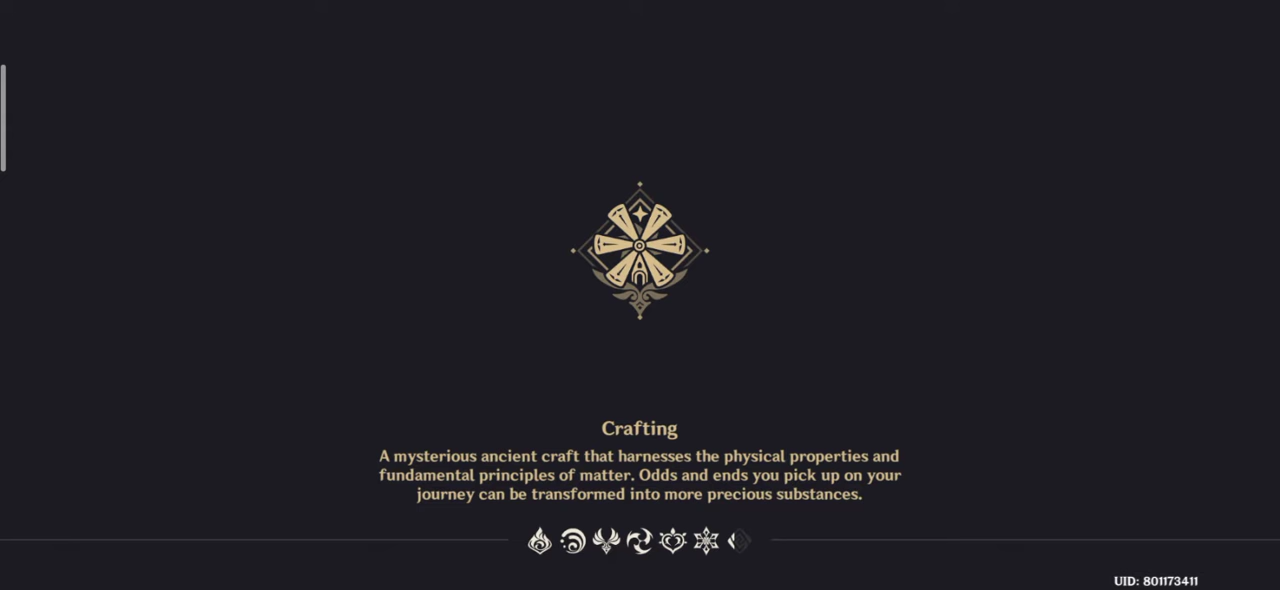 Crafting
A mysterious ancient craft that harnesses the physical properties and
fundamental principles of matter. Odds and ends you pick up on your
journey can be transformed into more precious substances.
UID: 801173411